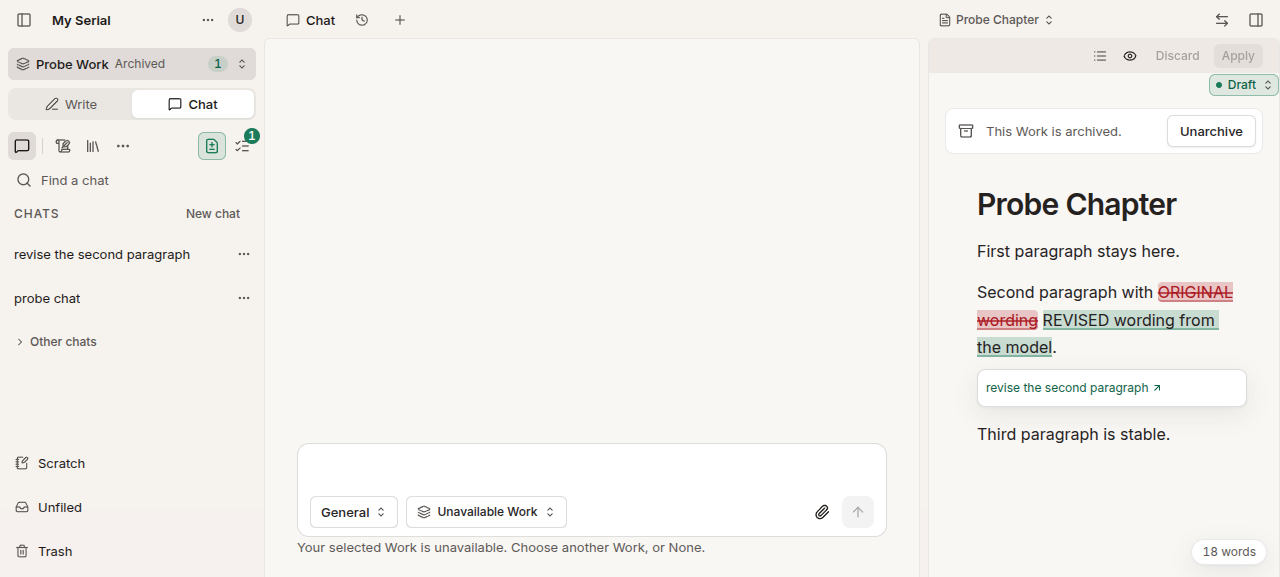 My Serial
U
Chat
Probe Chapter
Probe Work Archived 1
Write
Chat
1
Find a chat
CHATS
New chat
revise the second paragraph
probe chat
Other chats
Scratch
Unfiled
Trash
General
Unavailable Work
Your selected Work is unavailable. Choose another Work, or None.
Discard
Apply
Draft
This Work is archived.
Unarchive
Probe Chapter
First paragraph stays here.
Second paragraph with ORIGINAL
wording REVISED wording from
the model.
revise the second paragraph
Third paragraph is stable.
18 words